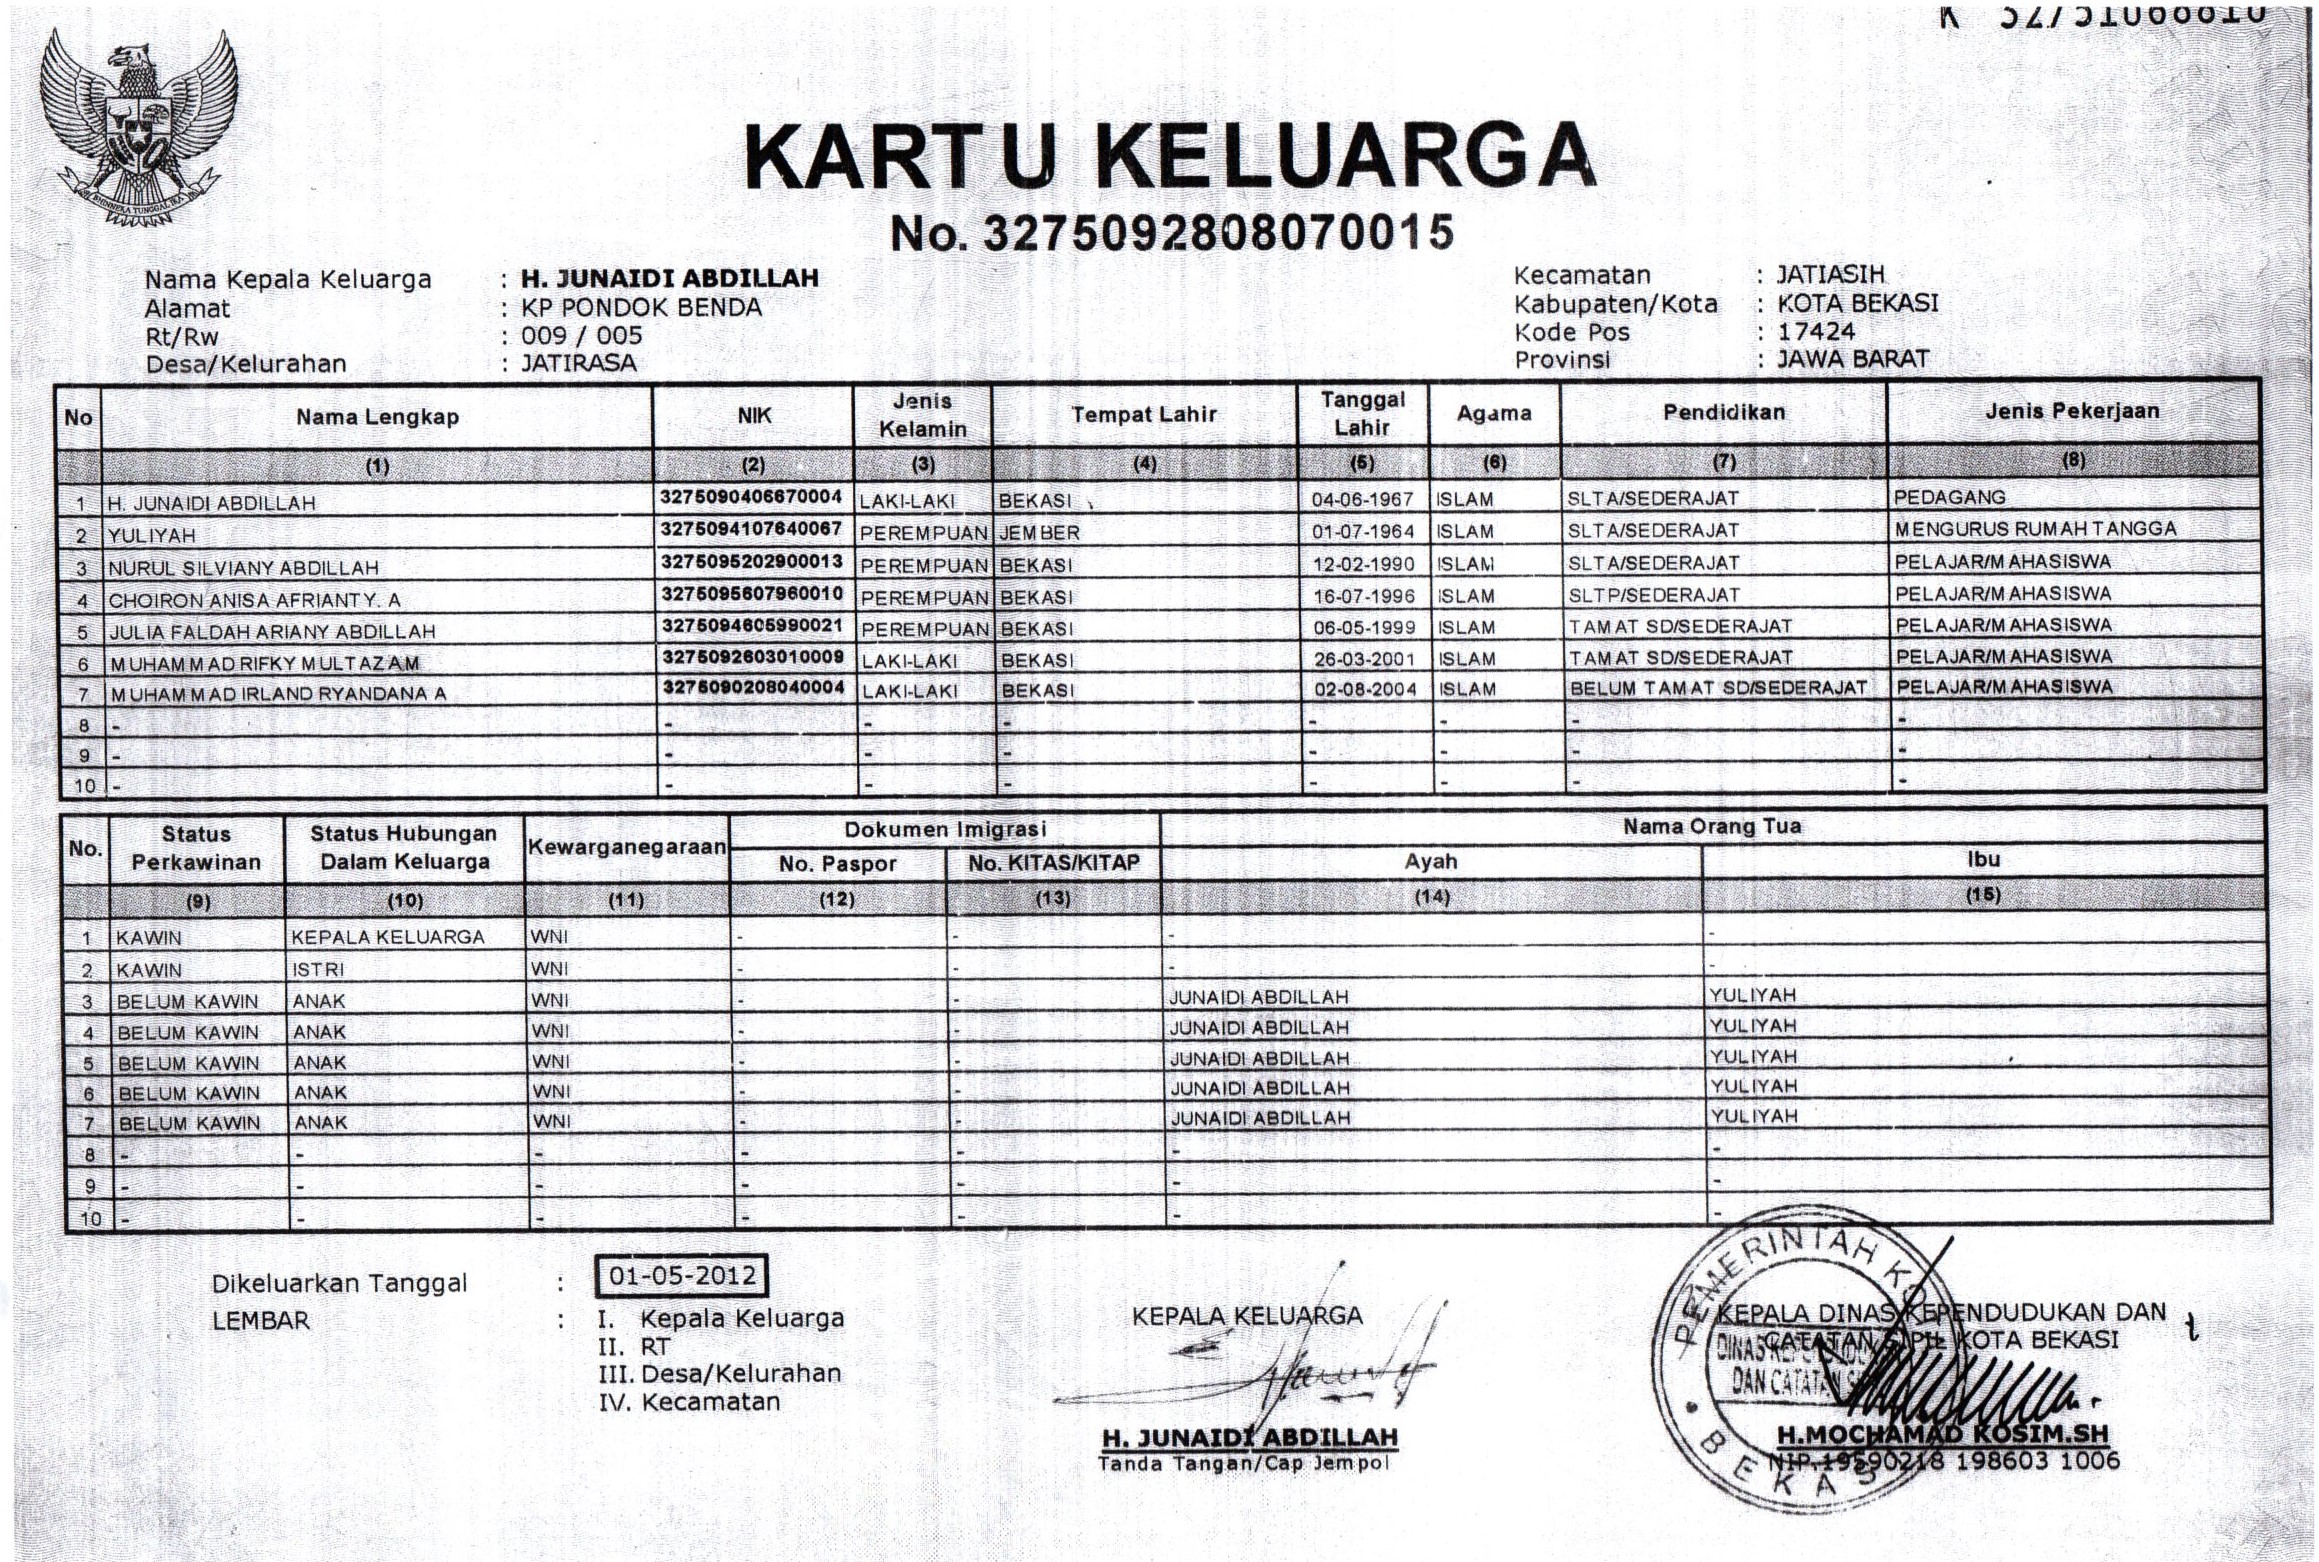 BHINNEKA TUNGGAL IKA
KARTU KELUARGA
No. 3275092808070015
Nama Kepala Keluarga : H. JUNAIDI ABDILLAH
Alamat : KP PONDOK BENDA
Rt/Rw : 009 / 005
Desa/Kelurahan : JATIRASA
Kecamatan : JATIASIH
Kabupaten/Kota : KOTA BEKASI
Kode Pos : 17424
Provinsi : JAWA BARAT
No Nama Lengkap NIK Jenis Kelamin Tempat Lahir Tanggal Lahir Agama Pendidikan Jenis Pekerjaan
(1) (2) (3) (4) (5) (6) (7) (8)
1 H. JUNAIDI ABDILLAH 3275090406670004 LAKI-LAKI BEKASI 04-06-1967 ISLAM SLTA/SEDERAJAT PEDAGANG
2 YULIYAH 3275094107640067 PEREMPUAN JEMBER 01-07-1964 ISLAM SLTA/SEDERAJAT MENGURUS RUMAH TANGGA
3 NURUL SILVIANY ABDILLAH 3275095202900013 PEREMPUAN BEKASI 12-02-1990 ISLAM SLTA/SEDERAJAT PELAJAR/MAHASISWA
4 CHOIRON ANISA AFRIANTY. A 3275095607960010 PEREMPUAN BEKASI 16-07-1996 ISLAM SLTP/SEDERAJAT PELAJAR/MAHASISWA
5 JULIA FALDAH ARIANY ABDILLAH 3275094605990021 PEREMPUAN BEKASI 06-05-1999 ISLAM TAMAT SD/SEDERAJAT PELAJAR/MAHASISWA
6 MUHAMMAD RIFKY MULTAZAM 3275092603010009 LAKI-LAKI BEKASI 26-03-2001 ISLAM TAMAT SD/SEDERAJAT PELAJAR/MAHASISWA
7 MUHAMMAD IRLAND RYANDANA A 3275090208040004 LAKI-LAKI BEKASI 02-08-2004 ISLAM BELUM TAMAT SD/SEDERAJAT PELAJAR/MAHASISWA
8 - - - - - - - -
9 - - - - - - - -
10 - - - - - - - -
No. Status Perkawinan Status Hubungan Dalam Keluarga Kewarganegaraan Dokumen Imigrasi Nama Orang Tua
No. Paspor No. KITAS/KITAP Ayah Ibu
(9) (10) (11) (12) (13) (14) (15)
1 KAWIN KEPALA KELUARGA WNI - - - -
2 KAWIN ISTRI WNI - - - -
3 BELUM KAWIN ANAK WNI - - JUNAIDI ABDILLAH YULIYAH
4 BELUM KAWIN ANAK WNI - - JUNAIDI ABDILLAH YULIYAH
5 BELUM KAWIN ANAK WNI - - JUNAIDI ABDILLAH YULIYAH
6 BELUM KAWIN ANAK WNI - - JUNAIDI ABDILLAH YULIYAH
7 BELUM KAWIN ANAK WNI - - JUNAIDI ABDILLAH YULIYAH
8 - - - - - - -
9 - - - - - - -
10 - - - - - - -
Dikeluarkan Tanggal : 01-05-2012
LEMBAR : I. Kepala Keluarga
II. RT
III. Desa/Kelurahan
IV. Kecamatan
KEPALA KELUARGA
H. JUNAIDI ABDILLAH
Tanda Tangan/Cap Jempol
KEPALA DINAS KEPENDUDUKAN DAN
CATATAN SIPIL KOTA BEKASI
H.MOCHAMAD KOSIM.SH
NIP.19590218 198603 1006
PEMERINTAH
DINAS
DAN CATATAN